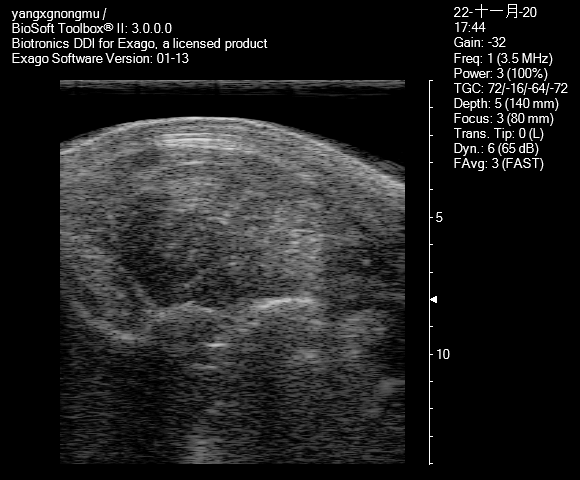 yangxgnongmu /
BioSoft Toolbox® II: 3.0.0.0
Biotronics DDI for Exago, a licensed product
Exago Software Version: 01-13
22-十一月-20
17:44
Gain: -32
Freq: 1 (3.5 MHz)
Power: 3 (100%)
TGC: 72/-16/-64/-72
Depth: 5 (140 mm)
Focus: 3 (80 mm)
Trans. Tip: 0 (L)
Dyn.: 6 (65 dB)
FAvg: 3 (FAST)
5
10